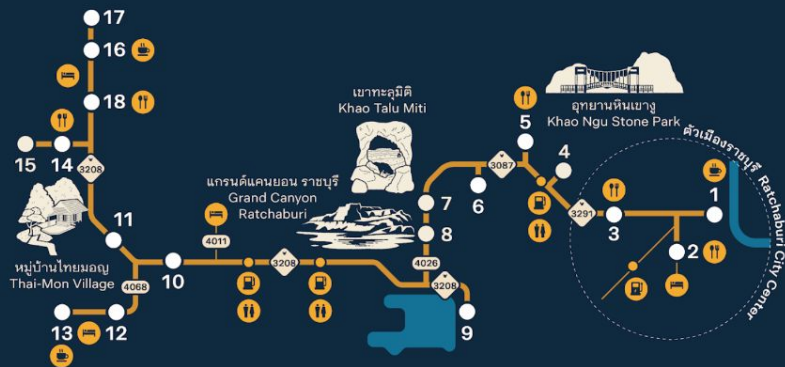 17
16
18
14
15
3208
11
หมู่บ้านไทยมอญ
Thai-Mon Village
4068
13
12
10
แกรนด์แคนยอน ราชบุรี
Grand Canyon
Ratchaburi
4011
3208
เขาทะลุมิติ
Khao Talu Miti
7
8
4026
3208
9
6
3087
5
อุทยานหินเขางู
Khao Ngu Stone Park
4
3291
3
ตัวเมืองราชบุรี Ratchaburi City Center
1
2